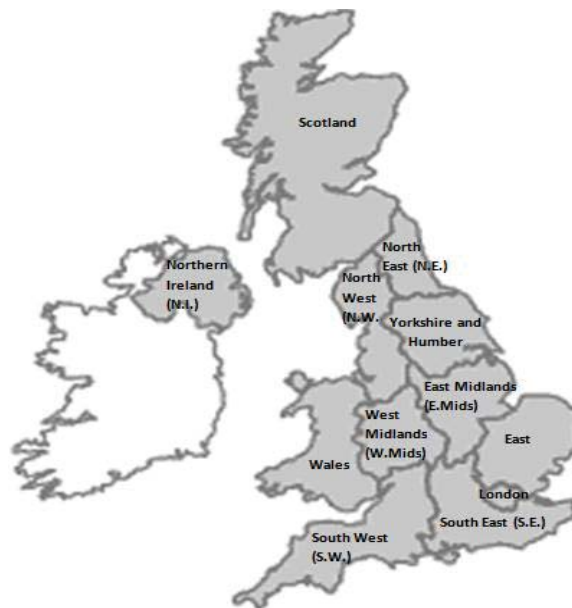 Scotland
North
East (N.E.)
Northern
Ireland
(N.I.)
North
West
(N.W.
Yorkshire and
Humber
East Midlands
(E.Mids)
West
Midlands
(W.Mids)
East
Wales
London
South East (S.E.)
South West
(S.W.)